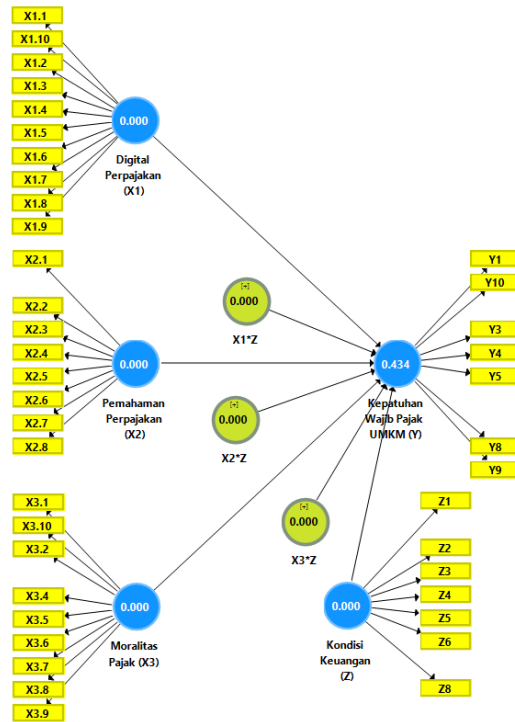 X1.1
X1.10
X1.2
X1.3
X1.4
X1.5
X1.6
X1.7
X1.8
X1.9
0.000
Digital
Perpajakan
(X1)
X2.1
X2.2
X2.3
X2.4
X2.5
X2.6
X2.7
X2.8
0.000
Pemahaman
Perpajakan
(X2)
X3.1
X3.10
X3.2
X3.4
X3.5
X3.6
X3.7
X3.8
X3.9
0.000
Moralitas
Pajak (X3)
[+]
0.000
X1*Z
[+]
0.000
X2*Z
[+]
0.000
X3*Z
0.434
Kepatuhan
Wajib Pajak
UMKM (Y)
Y1
Y10
Y3
Y4
Y5
Y8
Y9
0.000
Kondisi
Keuangan
(Z)
Z1
Z2
Z3
Z4
Z5
Z6
Z8